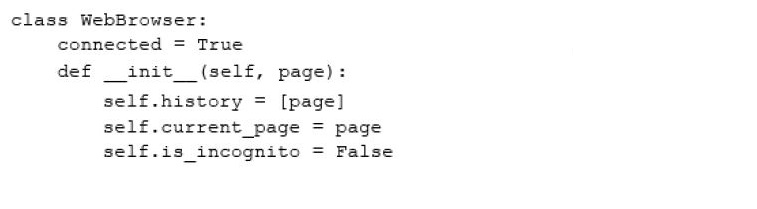 class WebBrowser:
    connected = True
    def __init__(self, page):
        self.history = [page]
        self.current_page = page
        self.is_incognito = False